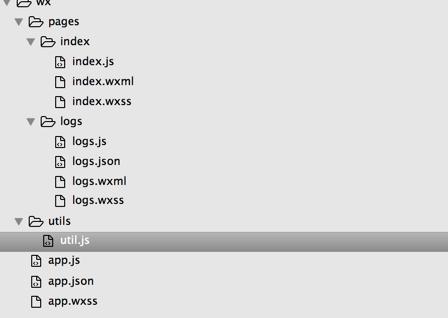 wx
pages
index
index.js
index.wxml
index.wxss
logs
logs.js
logs.json
logs.wxml
logs.wxss
utils
util.js
app.js
app.json
app.wxss